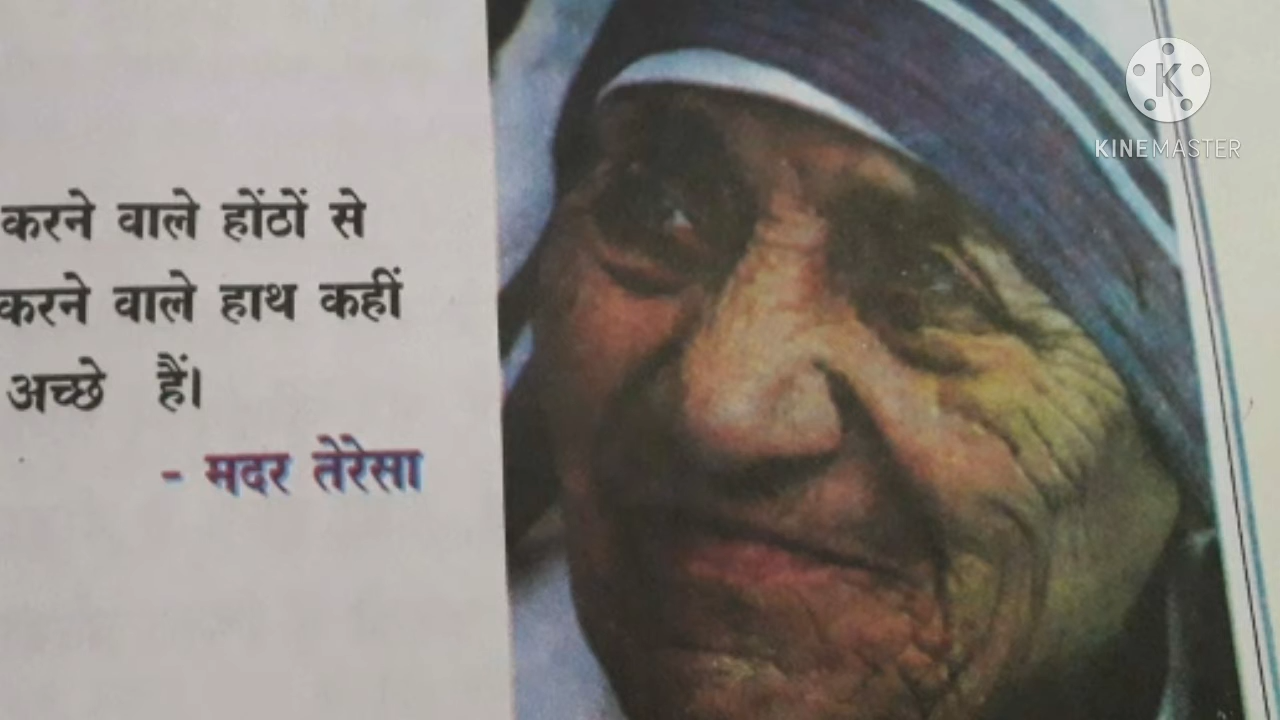 करने वाले होंठों से
करने वाले हाथ कहीं
अच्छे हैं।
- मदर तेरेसा
KINEMASTER